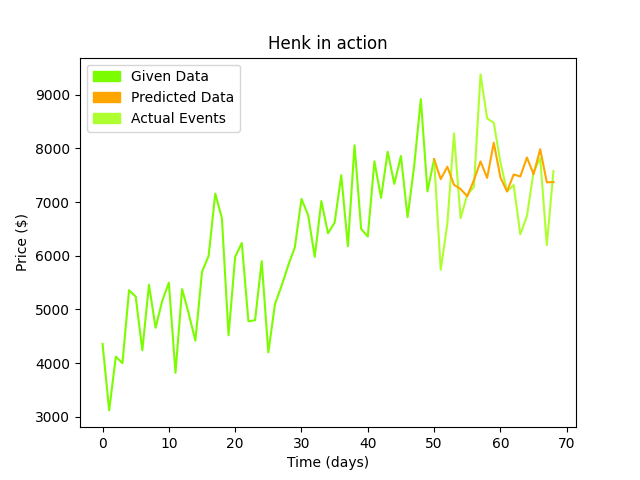 Henk in action
Given Data
Predicted Data
Actual Events
9000
8000
7000
6000
5000
4000
3000
Price ($)
0 10 20 30 40 50 60 70
Time (days)